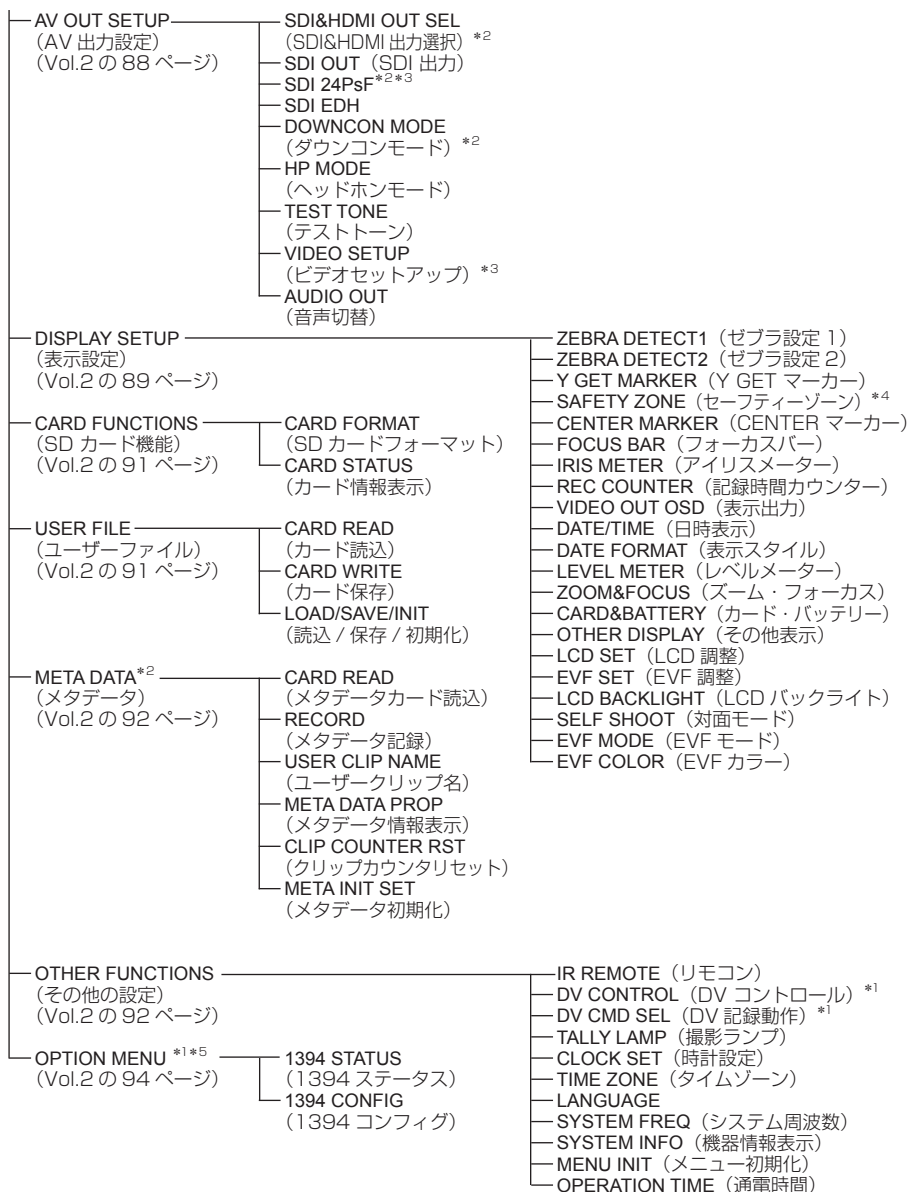 AV OUT SETUP
（AV 出力設定）
（Vol.2 の 88 ページ）
SDI&HDMI OUT SEL
（SDI&HDMI 出力選択）*2
SDI OUT（SDI 出力）
SDI 24PsF*2*3
SDI EDH
DOWNCON MODE
（ダウンコンモード）*2
HP MODE
（ヘッドホンモード）
TEST TONE
（テストトーン）
VIDEO SETUP
（ビデオセットアップ）*3
AUDIO OUT
（音声切替）
DISPLAY SETUP
（表示設定）
（Vol.2 の 89 ページ）
ZEBRA DETECT1（ゼブラ設定 1）
ZEBRA DETECT2（ゼブラ設定 2）
Y GET MARKER（Y GET マーカー）
SAFETY ZONE（セーフティーゾーン）*4
CENTER MARKER（CENTER マーカー）
FOCUS BAR（フォーカスバー）
IRIS METER（アイリスメーター）
REC COUNTER（記録時間カウンター）
VIDEO OUT OSD（表示出力）
DATE/TIME（日時表示）
DATE FORMAT（表示スタイル）
LEVEL METER（レベルメーター）
ZOOM&FOCUS（ズーム・フォーカス）
CARD&BATTERY（カード・バッテリー）
OTHER DISPLAY（その他表示）
LCD SET（LCD 調整）
EVF SET（EVF 調整）
LCD BACKLIGHT（LCD バックライト）
SELF SHOOT（対面モード）
EVF MODE（EVF モード）
EVF COLOR（EVF カラー）
CARD FUNCTIONS
（SD カード機能）
（Vol.2 の 91 ページ）
CARD FORMAT
（SD カードフォーマット）
CARD STATUS
（カード情報表示）
USER FILE
（ユーザーファイル）
（Vol.2 の 91 ページ）
CARD READ
（カード読込）
CARD WRITE
（カード保存）
LOAD/SAVE/INIT
（読込 / 保存 / 初期化）
META DATA*2
（メタデータ）
（Vol.2 の 92 ページ）
CARD READ
（メタデータカード読込）
RECORD
（メタデータ記録）
USER CLIP NAME
（ユーザークリップ名）
META DATA PROP
（メタデータ情報表示）
CLIP COUNTER RST
（クリップカウンタリセット）
META INIT SET
（メタデータ初期化）
OTHER FUNCTIONS
（その他の設定）
（Vol.2 の 92 ページ）
IR REMOTE（リモコン）
DV CONTROL（DV コントロール）*1
DV CMD SEL（DV 記録動作）*1
TALLY LAMP（撮影ランプ）
CLOCK SET（時計設定）
TIME ZONE（タイムゾーン）
LANGUAGE
SYSTEM FREQ（システム周波数）
SYSTEM INFO（機器情報表示）
MENU INIT（メニュー初期化）
OPERATION TIME（通電時間）
OPTION MENU *1*5
（Vol.2 の 94 ページ）
1394 STATUS
（1394 ステータス）
1394 CONFIG
（1394 コンフィグ）